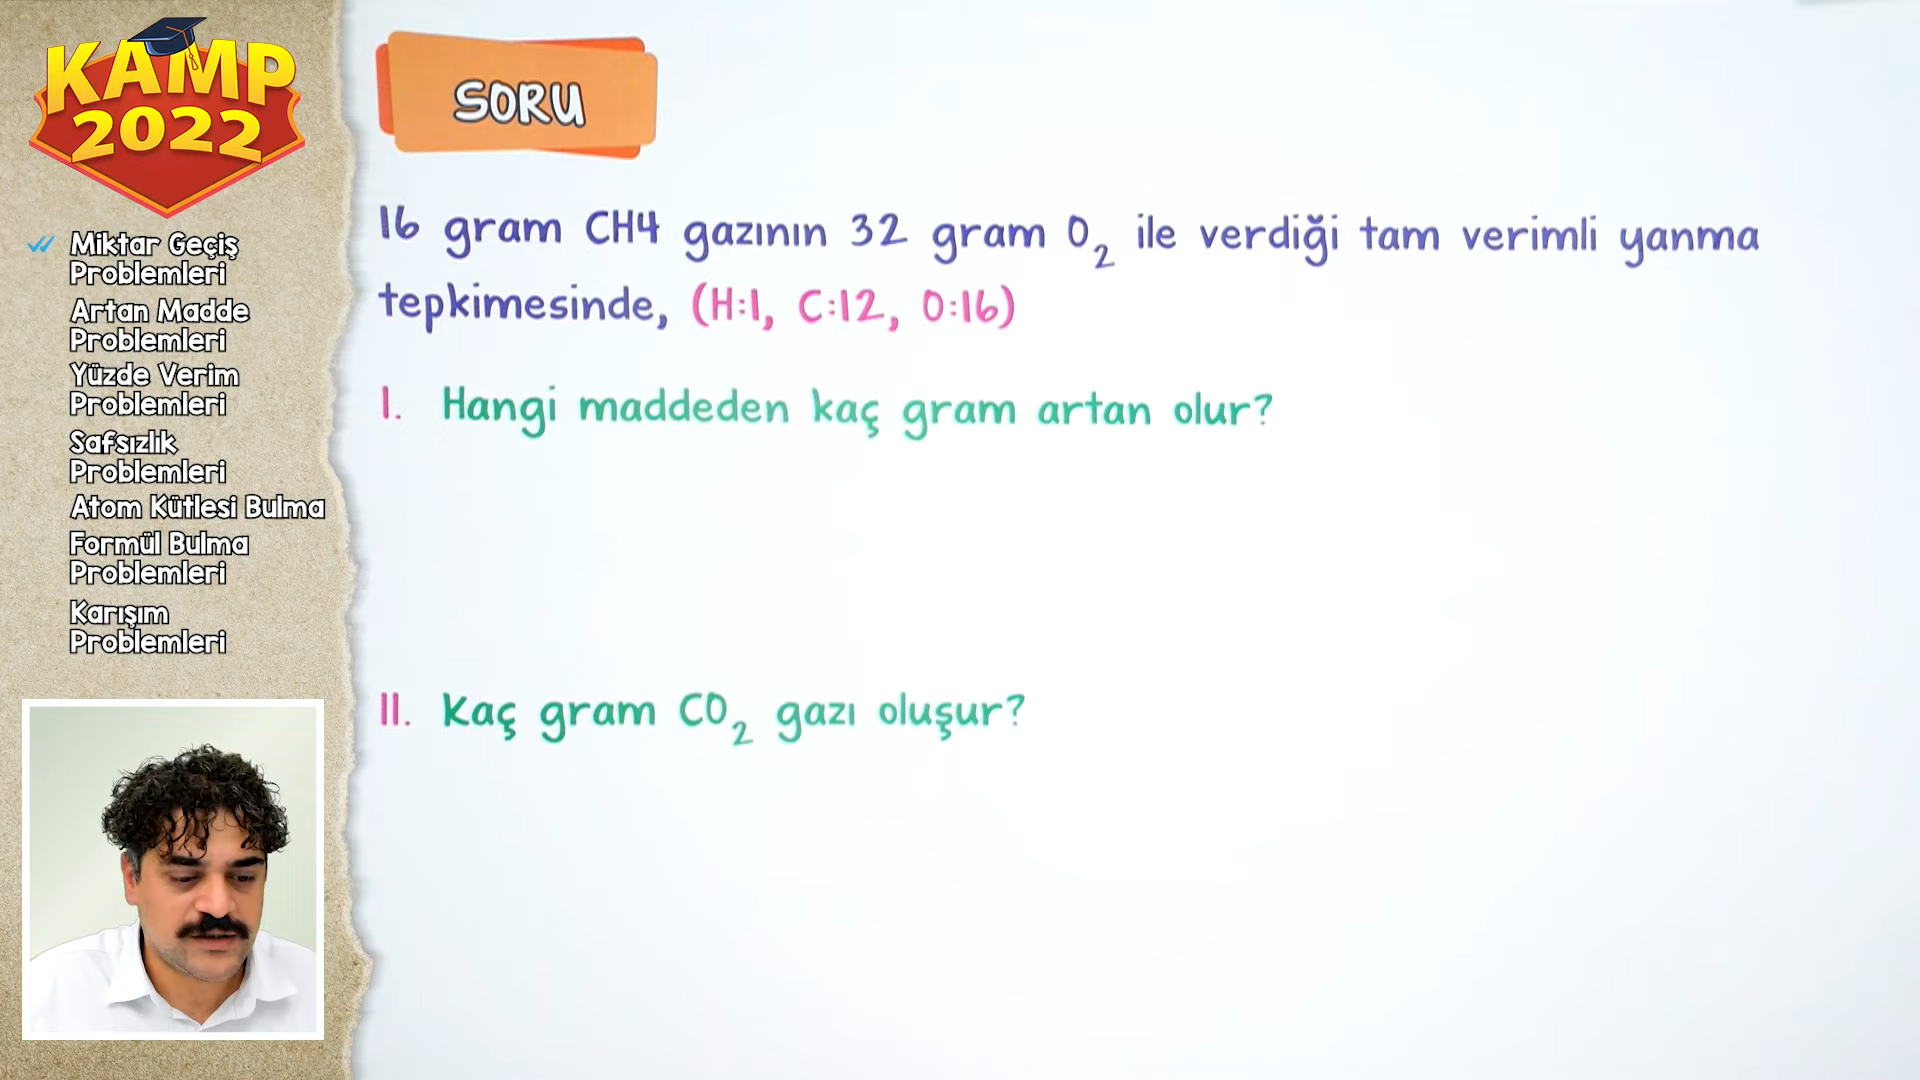 KAMP
2022
Miktar Geçiş
Problemleri
Artan Madde
Problemleri
Yüzde Verim
Problemleri
Safsızlık
Problemleri
Atom Kütlesi Bulma
Formül Bulma
Problemleri
Karışım
Problemleri
SORU
16 gram CH4 gazının 32 gram O₂ ile verdiği tam verimli yanma
tepkimesinde, (H:1, C:12, O:16)
I. Hangi maddeden kaç gram artan olur?
II. Kaç gram CO₂ gazı oluşur?